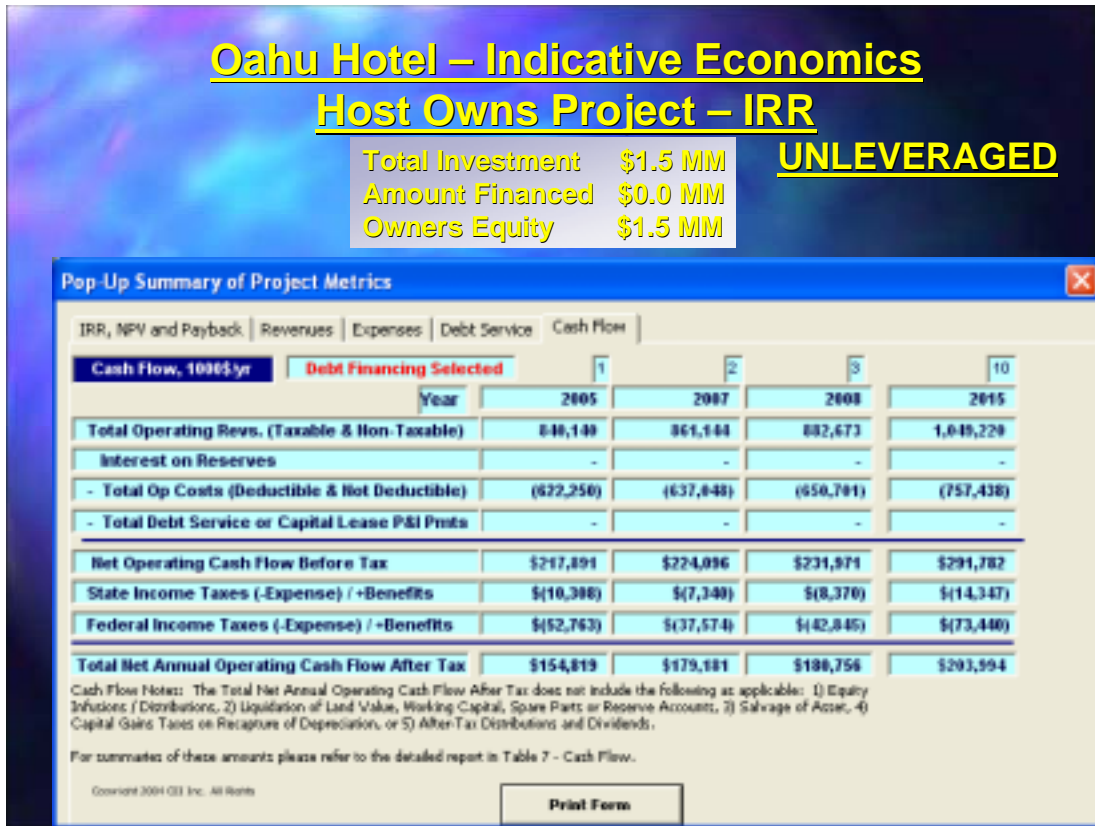 Oahu Hotel – Indicative Economics
Host Owns Project – IRR
UNLEVERAGED
Total Investment $1.5 MM
Amount Financed $0.0 MM
Owners Equity $1.5 MM
Pop-Up Summary of Project Metrics
IRR, NPV and Payback Revenues Expenses Debt Service Cash Flow
Cash Flow, 1000$/yr Debt Financing Selected 1 2 3 10
Year 2005 2007 2008 2015
Total Operating Revs. (Taxable & Non-Taxable) 840,140 861,144 882,673 1,049,220
Interest on Reserves - - - -
- Total Op Costs (Deductible & Not Deductible) (622,250) (637,048) (650,701) (757,438)
- Total Debt Service or Capital Lease P&I Pmts - - - -
Net Operating Cash Flow Before Tax $217,891 $224,096 $231,971 $291,782
State Income Taxes (-Expense) / +Benefits $(10,308) $(7,340) $(8,370) $(14,347)
Federal Income Taxes (-Expense) / +Benefits $(52,763) $(37,574) $(42,845) $(73,440)
Total Net Annual Operating Cash Flow After Tax $154,819 $179,181 $180,756 $203,994
Cash Flow Notes: The Total Net Annual Operating Cash Flow After Tax does not include the following as applicable: 1) Equity
Infusions / Distributions, 2) Liquidation of Land Value, Working Capital, Spare Parts or Reserve Accounts, 3) Salvage of Asset, 4)
Capital Gains Taxes on Recapture of Depreciation, or 5) After-Tax Distributions and Dividends.
For summaries of these amounts please refer to the detailed report in Table 7 - Cash Flow.
Copyright 2004 Inc. All Rights
Print Form